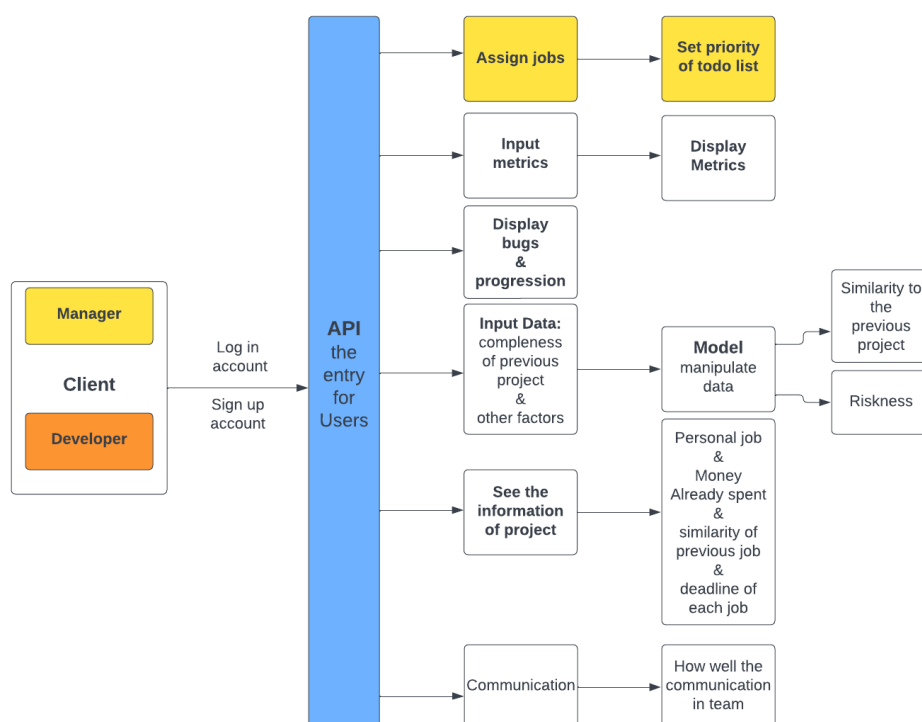 Manager
Client
Developer
Log in
account
Sign up
account
API
the
entry
for
Users
Assign jobs
Set priority
of todo list
Input
metrics
Display
Metrics
Display
bugs
&
progression
Input Data:
compleness
of previous
project
&
other factors
Model
manipulate
data
Similarity to
the
previous
project
Riskness
See the
information
of project
Personal job
&
Money
Already spent
&
similarity of
previous job
&
deadline of
each job
Communication
How well the
communication
in team